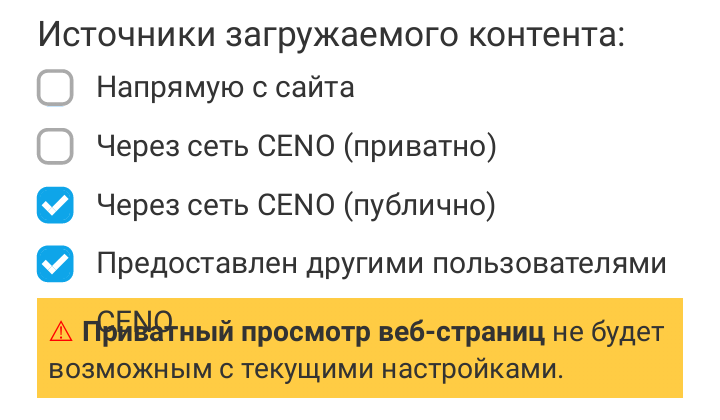 Источники загружаемого контента:
Напрямую с сайта
Через сеть CENO (приватно)
Через сеть CENO (публично)
Предоставлен другими пользователями
CENO
⚠ Приватный просмотр веб-страниц не будет
возможным с текущими настройками.